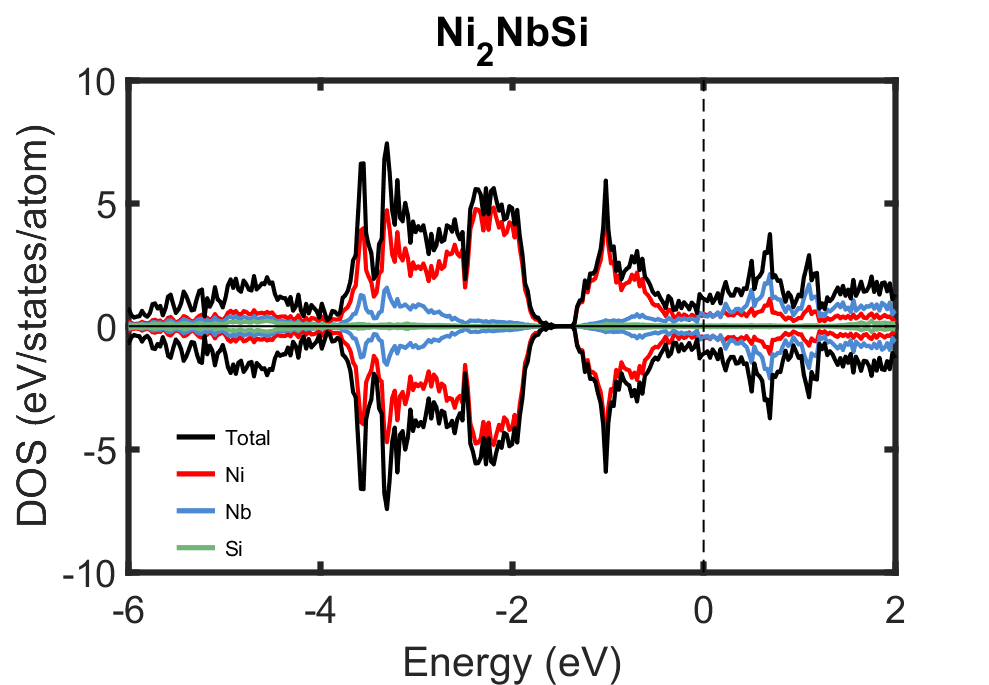 Ni₂NbSi
10
5
0
-5
-10
DOS (eV/states/atom)
Total
Ni
Nb
Si
-6 -4 -2 0 2
Energy (eV)